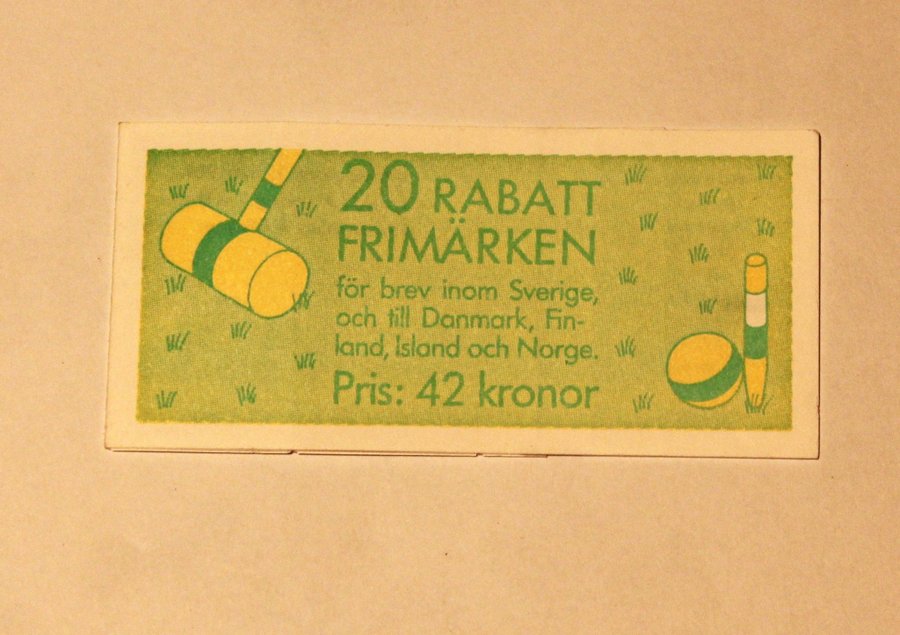 20 RABATT
FRIMÄRKEN
för brev inom Sverige,
och till Danmark, Fin-
land, Island och Norge.
Pris: 42 kronor